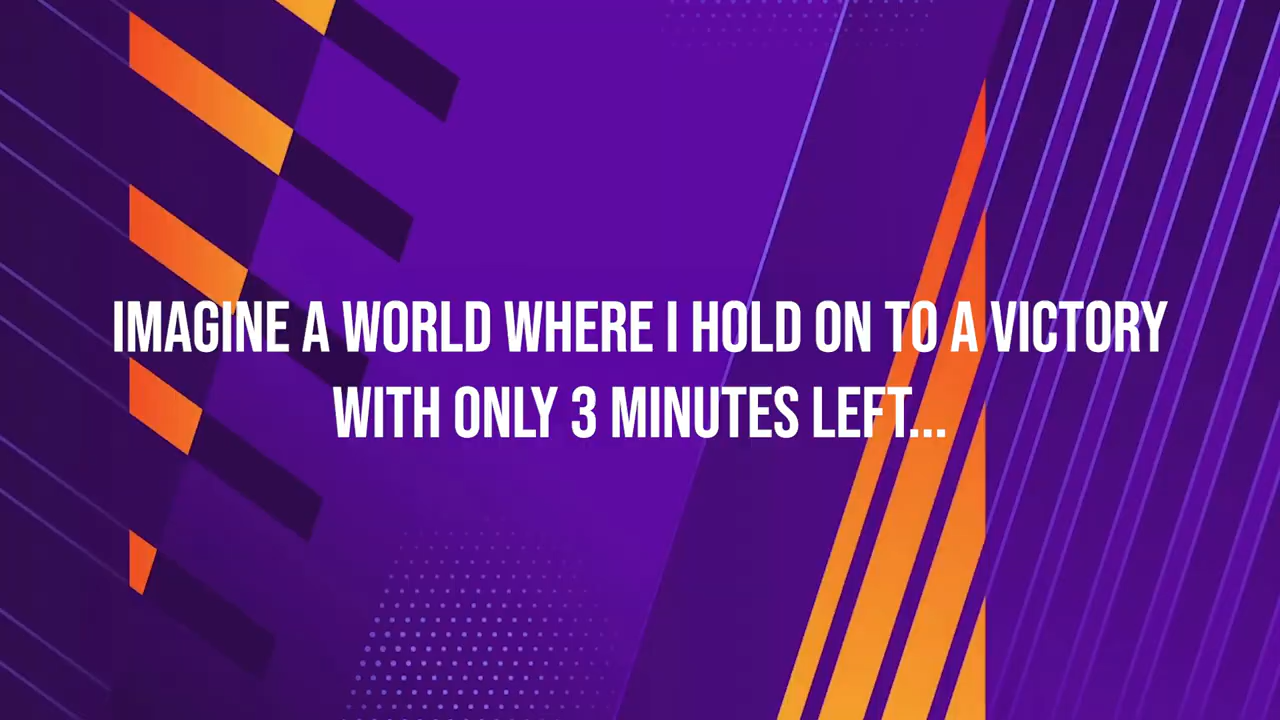 IMAGINE A WORLD WHERE I HOLD ON TO A VICTORY
WITH ONLY 3 MINUTES LEFT...